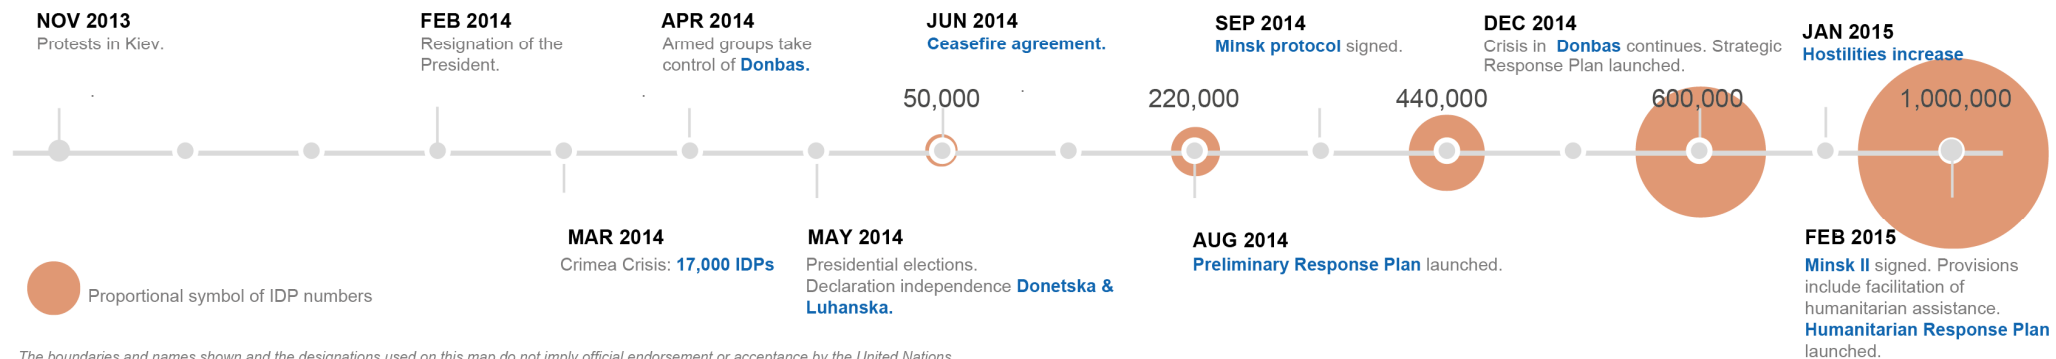 NOV 2013
Protests in Kiev.
FEB 2014
Resignation of the
President.
APR 2014
Armed groups take
control of Donbas.
JUN 2014
Ceasefire agreement.
SEP 2014
Minsk protocol signed.
DEC 2014
Crisis in Donbas continues. Strategic
Response Plan launched.
JAN 2015
Hostilities increase
50,000
220,000
440,000
600,000
1,000,000
MAR 2014
Crimea Crisis: 17,000 IDPs
MAY 2014
Presidential elections.
Declaration independence Donetska &
Luhanska.
AUG 2014
Preliminary Response Plan launched.
FEB 2015
Minsk II signed. Provisions
include facilitation of
humanitarian assistance.
Humanitarian Response Plan
launched.
Proportional symbol of IDP numbers
The boundaries and names shown and the designations used on this map do not imply official endorsement or acceptance by the United Nations